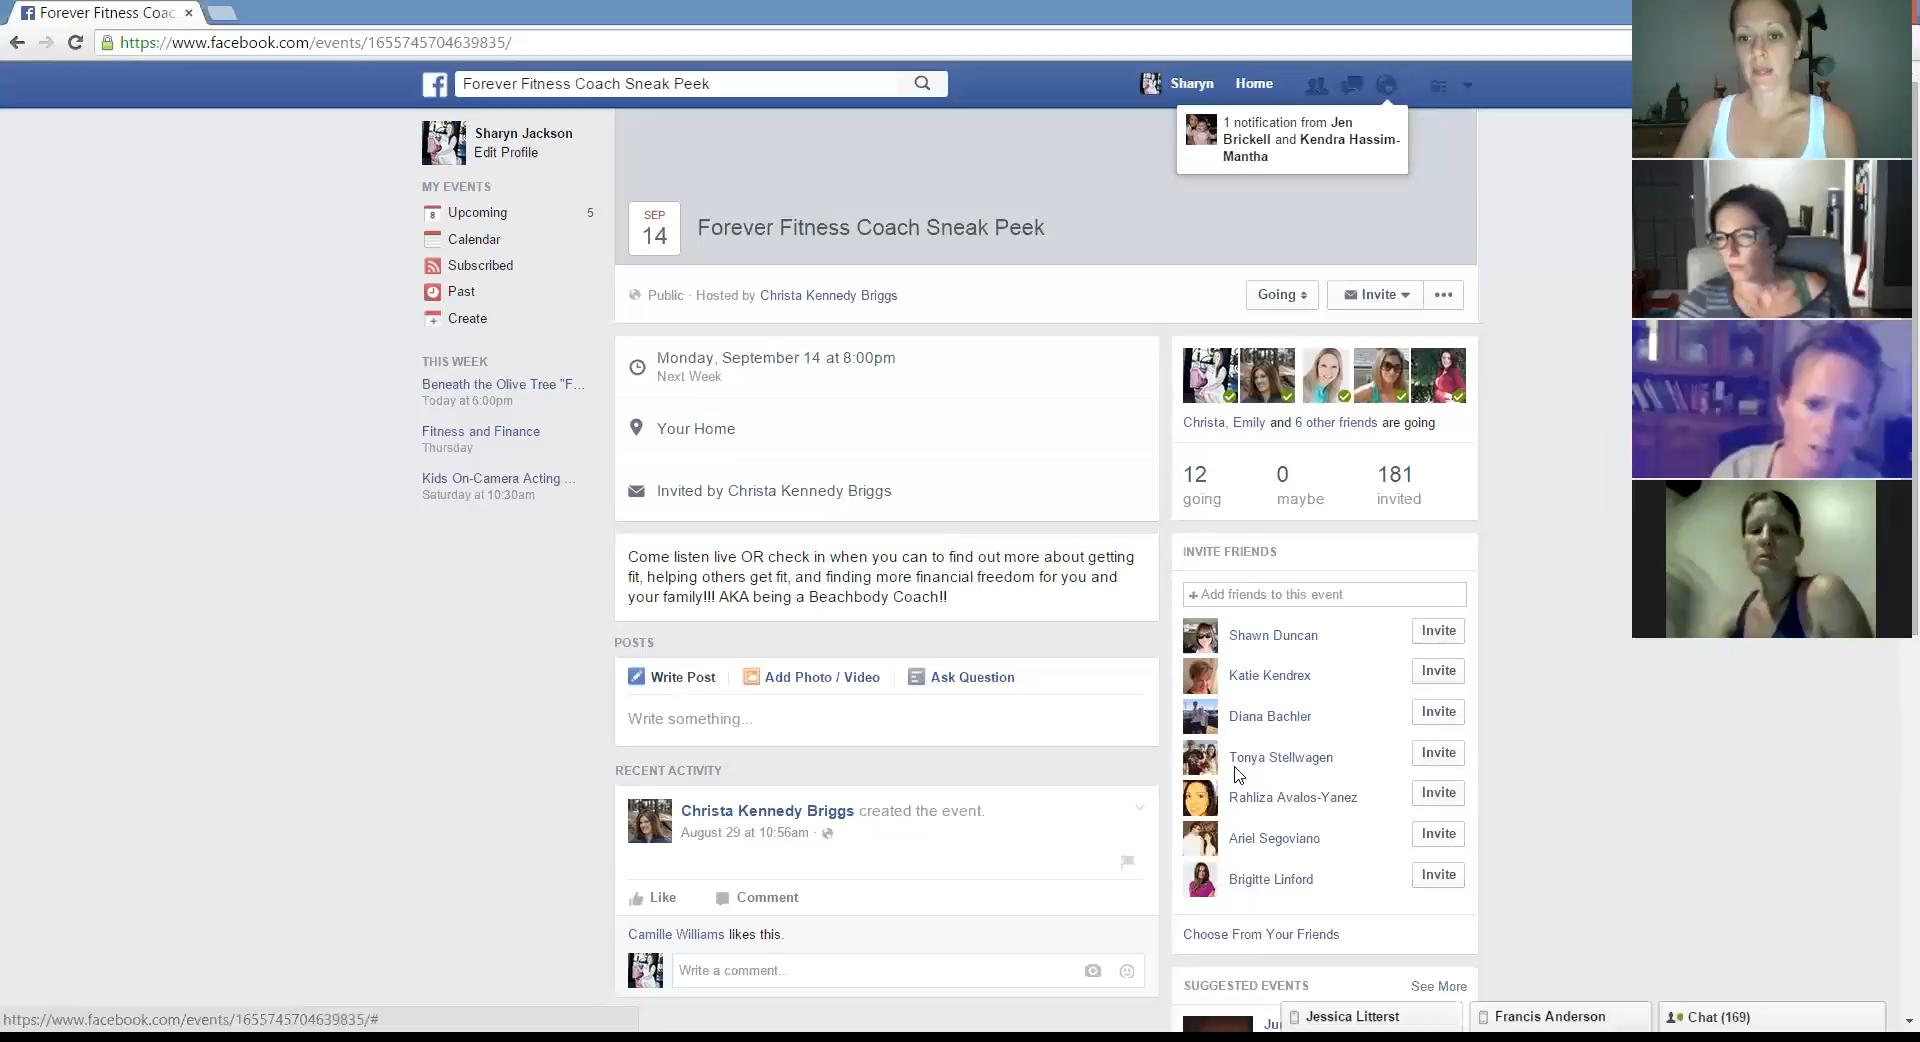 Forever Fitness Coac
https://www.facebook.com/events/1655745704639835/
Forever Fitness Coach Sneak Peek
Sharyn
Home
1 notification from Jen
Brickell and Kendra Hassim-
Mantha
Sharyn Jackson
Edit Profile
MY EVENTS
8 Upcoming 5
Calendar
Subscribed
Past
Create
THIS WEEK
Beneath the Olive Tree "F...
Today at 6:00pm
Fitness and Finance
Thursday
Kids On-Camera Acting ...
Saturday at 10:30am
SEP
14
Forever Fitness Coach Sneak Peek
Public · Hosted by Christa Kennedy Briggs
Going
Invite
Monday, September 14 at 8:00pm
Next Week
Your Home
Invited by Christa Kennedy Briggs
Come listen live OR check in when you can to find out more about getting
fit, helping others get fit, and finding more financial freedom for you and
your family!!! AKA being a Beachbody Coach!!
POSTS
Write Post
Add Photo / Video
Ask Question
Write something...
RECENT ACTIVITY
Christa Kennedy Briggs created the event.
August 29 at 10:56am ·
Like
Comment
Camille Williams likes this.
Write a comment...
Christa, Emily and 6 other friends are going
12 0 181
going maybe invited
INVITE FRIENDS
+ Add friends to this event
Shawn Duncan Invite
Katie Kendrex Invite
Diana Bachler Invite
Tonya Stellwagen Invite
Rahliza Avalos-Yanez Invite
Ariel Segoviano Invite
Brigitte Linford Invite
Choose From Your Friends
SUGGESTED EVENTS See More
Jessica Litterst
Francis Anderson
Chat (169)
https://www.facebook.com/events/1655745704639835/#